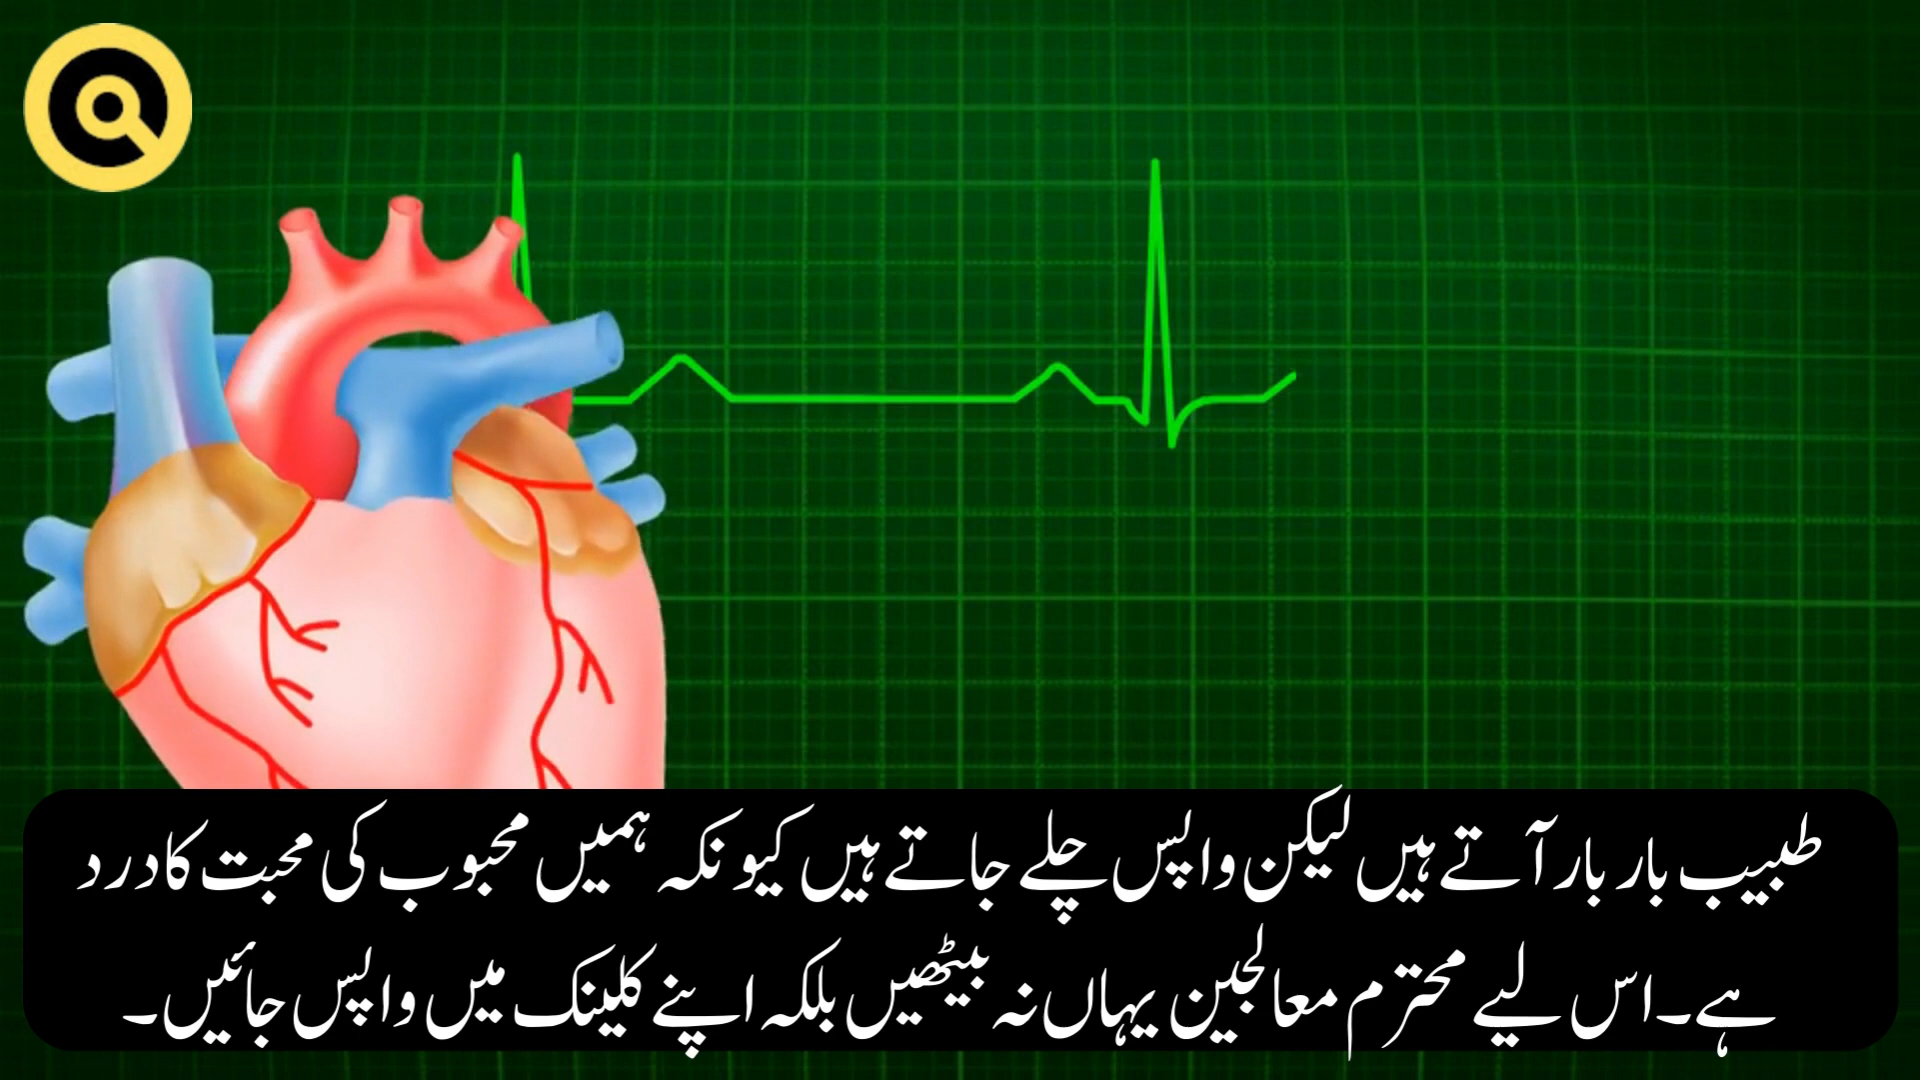 طبیب بار بار آتے ہیں لیکن واپس چلے جاتے ہیں کیونکہ ہمیں محبوب کی محبت کا درد
ہے۔ اس لیے محترم معالجین یہاں نہ بیٹھیں بلکہ اپنے کلینک میں واپس جائیں۔